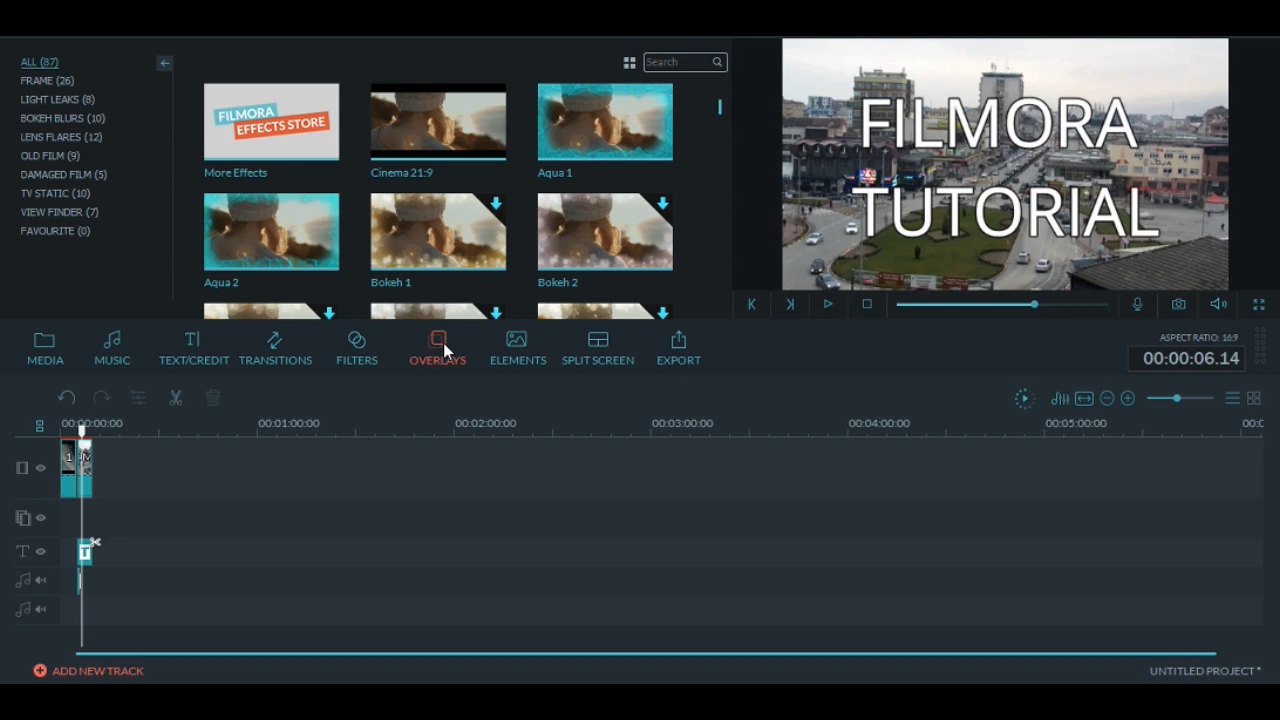 ALL (87)
FRAME (26)
LIGHT LEAKS (8)
BOKEH BLURS (10)
LENS FLARES (12)
OLD FILM (9)
DAMAGED FILM (5)
TV STATIC (10)
VIEW FINDER (7)
FAVOURITE (0)
Search
FILMORA
EFFECTS STORE
More Effects
Cinema 21:9
Aqua 1
Aqua 2
Bokeh 1
Bokeh 2
FILMORA
TUTORIAL
MEDIA
MUSIC
TEXT/CREDIT
TRANSITIONS
FILTERS
OVERLAYS
ELEMENTS
SPLIT SCREEN
EXPORT
ASPECT RATIO: 16:9
00:00:06.14
00:00:00:00
00:01:00:00
00:02:00:00
00:03:00:00
00:04:00:00
00:05:00:00
ADD NEW TRACK
UNTITLED PROJECT *